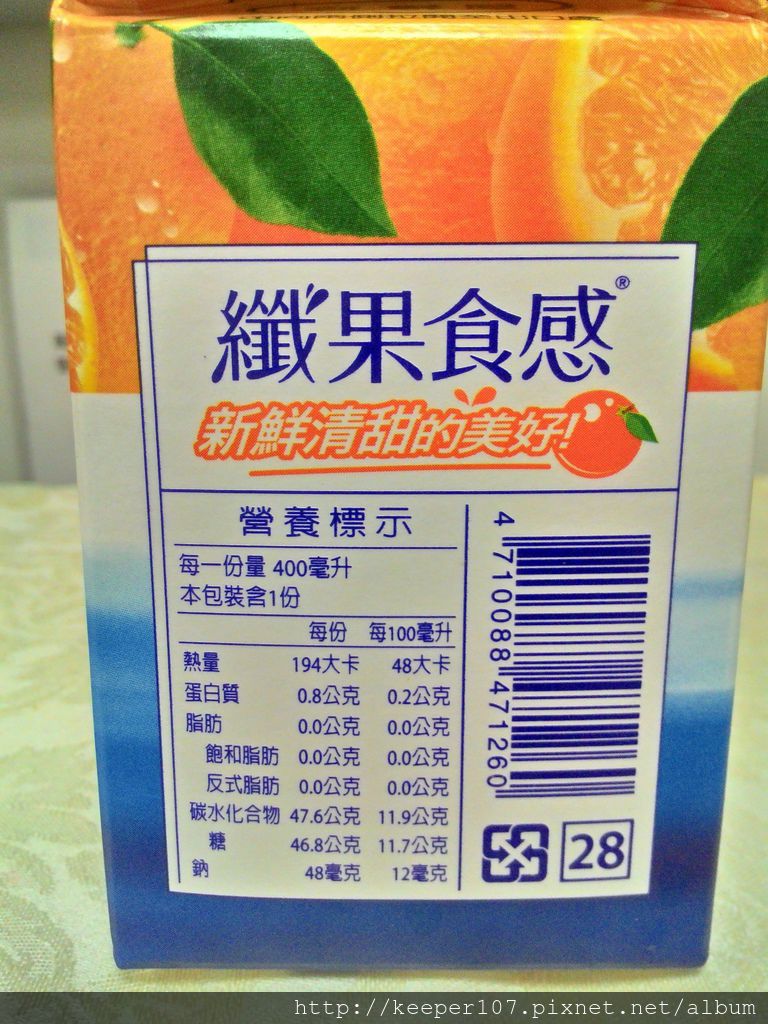 纖果食感®
新鮮清甜的美好!
營養標示
每一份量 400毫升
本包裝含1份
每份 每100毫升
熱量 194大卡 48大卡
蛋白質 0.8公克 0.2公克
脂肪 0.0公克 0.0公克
飽和脂肪 0.0公克 0.0公克
反式脂肪 0.0公克 0.0公克
碳水化合物 47.6公克 11.9公克
糖 46.8公克 11.7公克
鈉 48毫克 12毫克
4 710088 471260
28
http://keeper107.pixnet.net/album